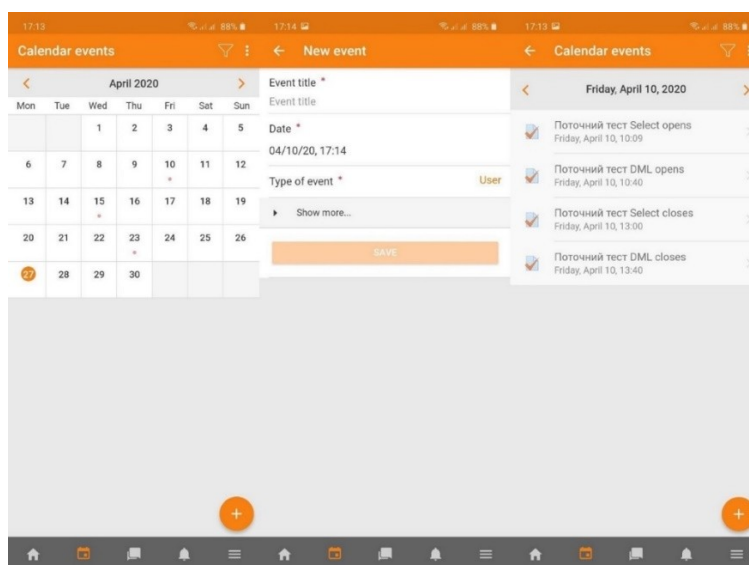 17:13
88%
Calendar events
April 2020
Mon Tue Wed Thu Fri Sat Sun
1 2 3 4 5
6 7 8 9 10 11 12
13 14 15 16 17 18 19
20 21 22 23 24 25 26
27 28 29 30
+
17:14
88%
New event
Event title *
Event title
Date *
04/10/20, 17:14
Type of event *
User
Show more...
SAVE
17:13
88%
Calendar events
Friday, April 10, 2020
Поточний тест Select opens
Friday, April 10, 10:09
Поточний тест DML opens
Friday, April 10, 10:40
Поточний тест Select closes
Friday, April 10, 13:00
Поточний тест DML closes
Friday, April 10, 13:40
+